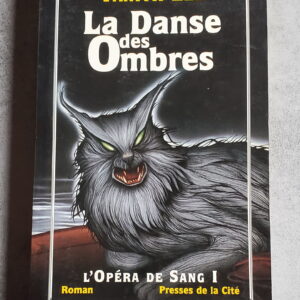 La Danse
des
Ombres
L'OPÉRA DE SANG I
Roman Presses de la Cité